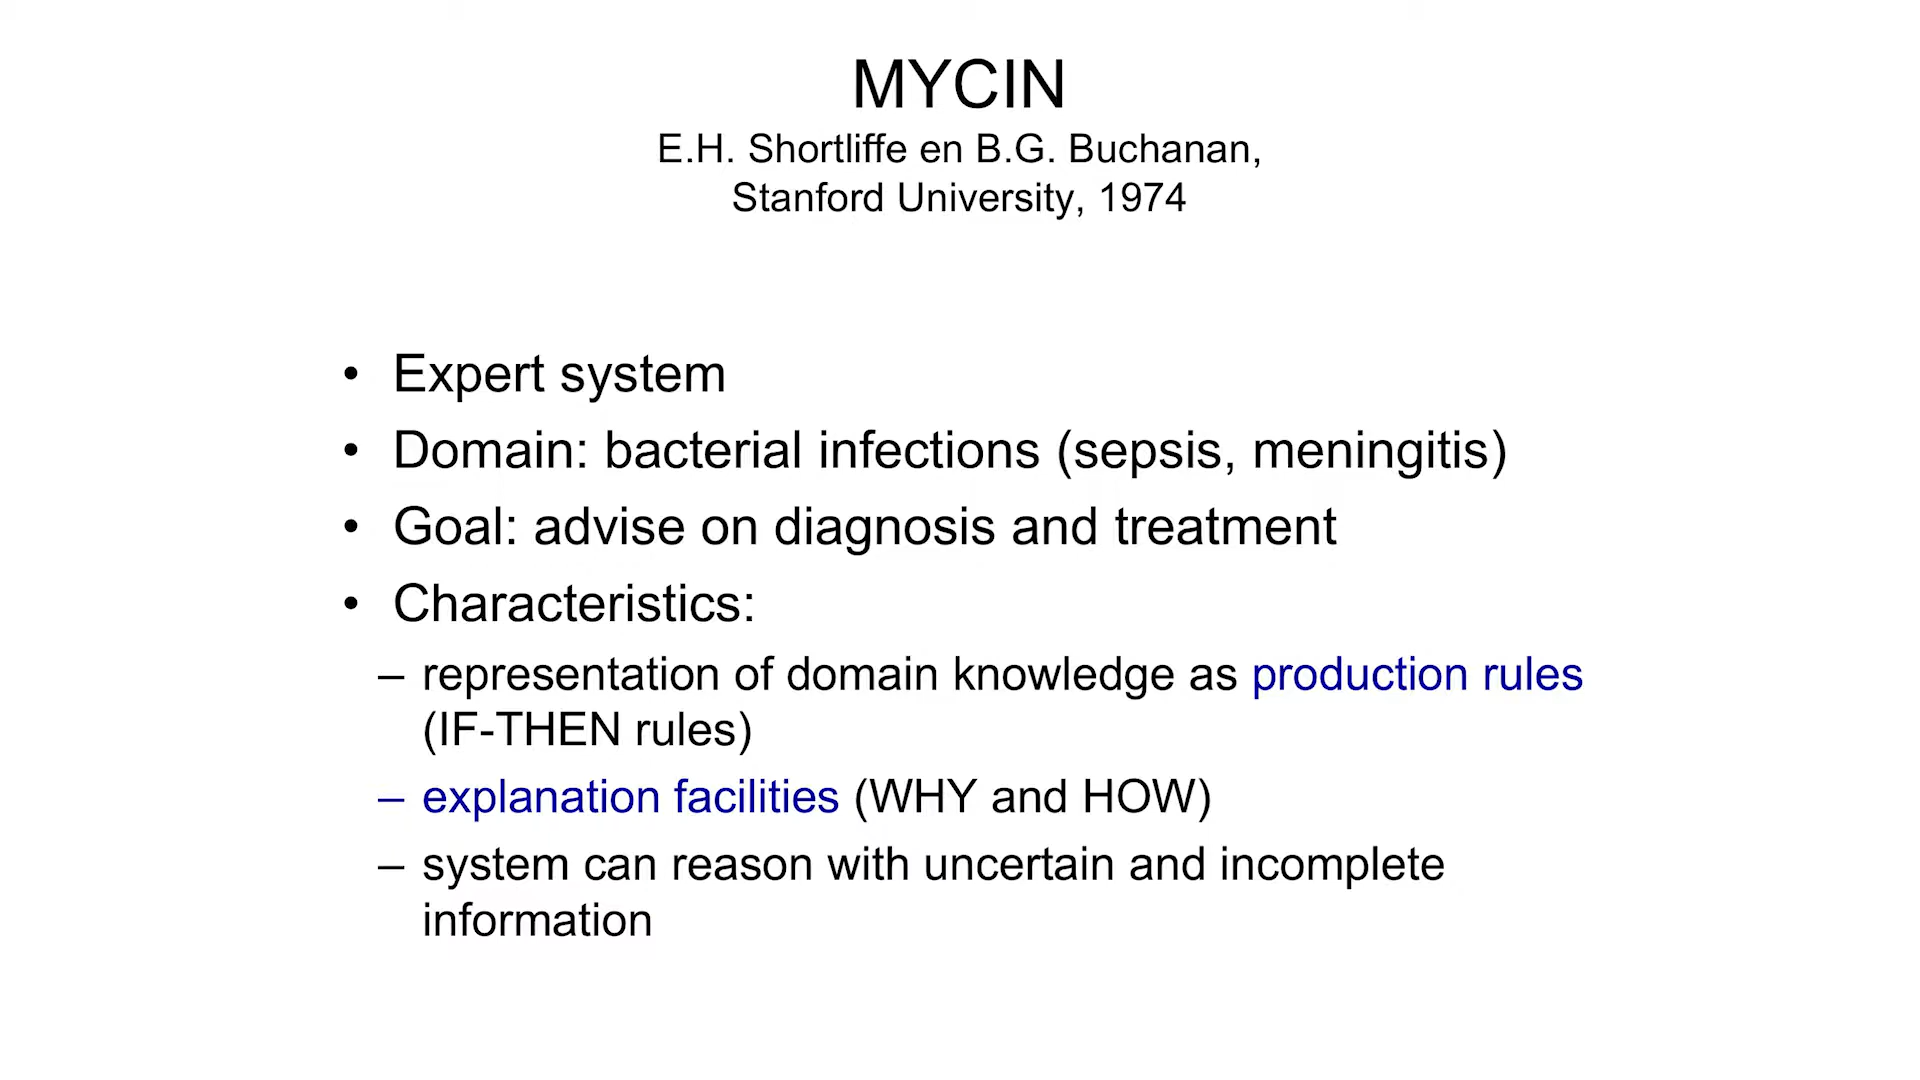 MYCIN
E.H. Shortliffe en B.G. Buchanan,
Stanford University, 1974
• Expert system
• Domain: bacterial infections (sepsis, meningitis)
• Goal: advise on diagnosis and treatment
• Characteristics:
– representation of domain knowledge as production rules
(IF-THEN rules)
– explanation facilities (WHY and HOW)
– system can reason with uncertain and incomplete
information